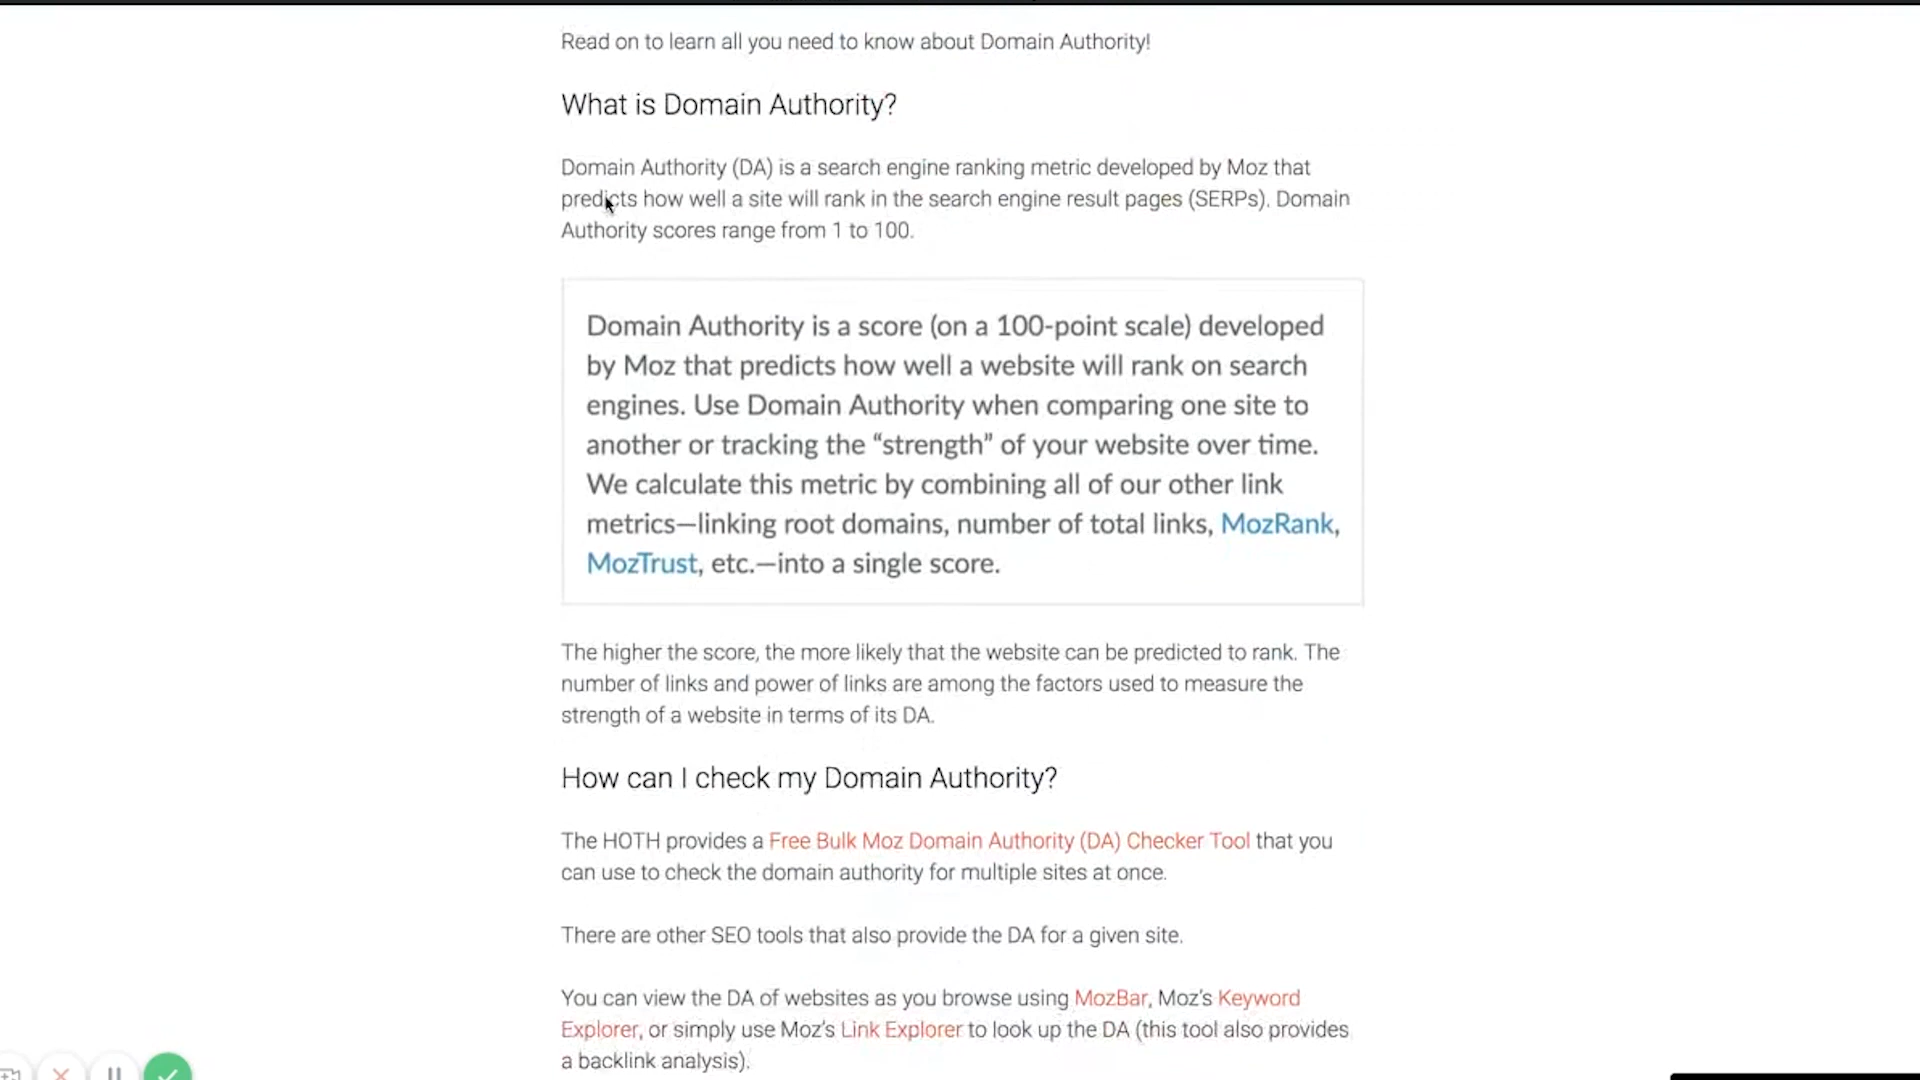 Read on to learn all you need to know about Domain Authority!
What is Domain Authority?
Domain Authority (DA) is a search engine ranking metric developed by Moz that
predicts how well a site will rank in the search engine result pages (SERPs). Domain
Authority scores range from 1 to 100.
Domain Authority is a score (on a 100-point scale) developed
by Moz that predicts how well a website will rank on search
engines. Use Domain Authority when comparing one site to
another or tracking the “strength” of your website over time.
We calculate this metric by combining all of our other link
metrics—linking root domains, number of total links, MozRank,
MozTrust, etc.—into a single score.
The higher the score, the more likely that the website can be predicted to rank. The
number of links and power of links are among the factors used to measure the
strength of a website in terms of its DA.
How can I check my Domain Authority?
The HOTH provides a Free Bulk Moz Domain Authority (DA) Checker Tool that you
can use to check the domain authority for multiple sites at once.
There are other SEO tools that also provide the DA for a given site.
You can view the DA of websites as you browse using MozBar, Moz’s Keyword
Explorer, or simply use Moz’s Link Explorer to look up the DA (this tool also provides
a backlink analysis).